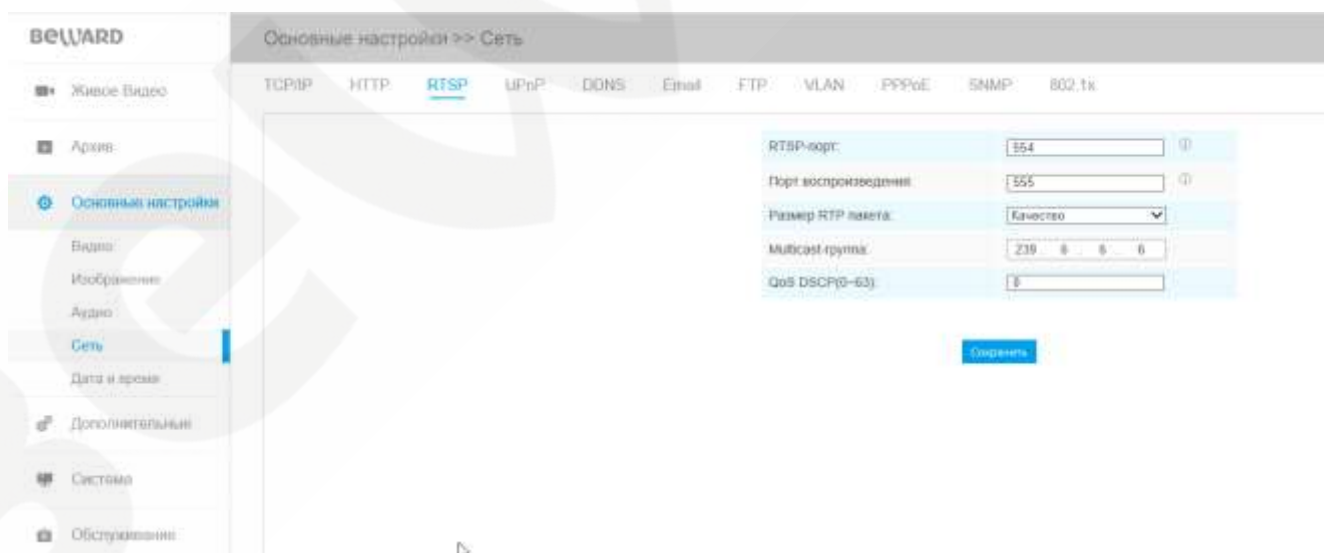 BEWARD
Основные настройки >> Сеть
Живое Видео
Архив
Основные настройки
Видео
Изображение
Аудио
Сеть
Дата и время
Дополнительные
Система
Обслуживание
TCP/IP HTTP RTSP UPnP DDNS Email FTP VLAN PPPoE SNMP 802.1x
RTSP-порт: 554
Порт воспроизведения: 555
Размер RTP пакета: Качество
Multicast-группа: 239 . 6 . 6 . 6
QoS DSCP(0~63): 0
Сохранить